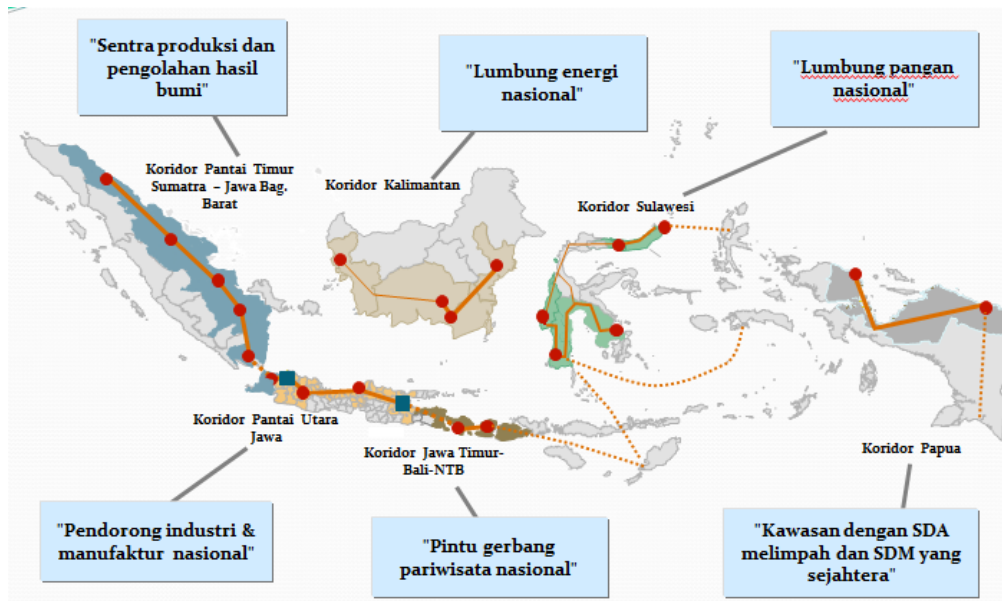 "Sentra produksi dan
pengolahan hasil
bumi"
"Lumbung energi
nasional"
"Lumbung pangan
nasional"
Koridor Pantai Timur
Sumatra – Jawa Bag.
Barat
Koridor Kalimantan
Koridor Sulawesi
Koridor Pantai Utara
Jawa
Koridor Jawa Timur-
Bali-NTB
Koridor Papua
"Pendorong industri &
manufaktur nasional"
"Pintu gerbang
pariwisata nasional"
"Kawasan dengan SDA
melimpah dan SDM yang
sejahtera"